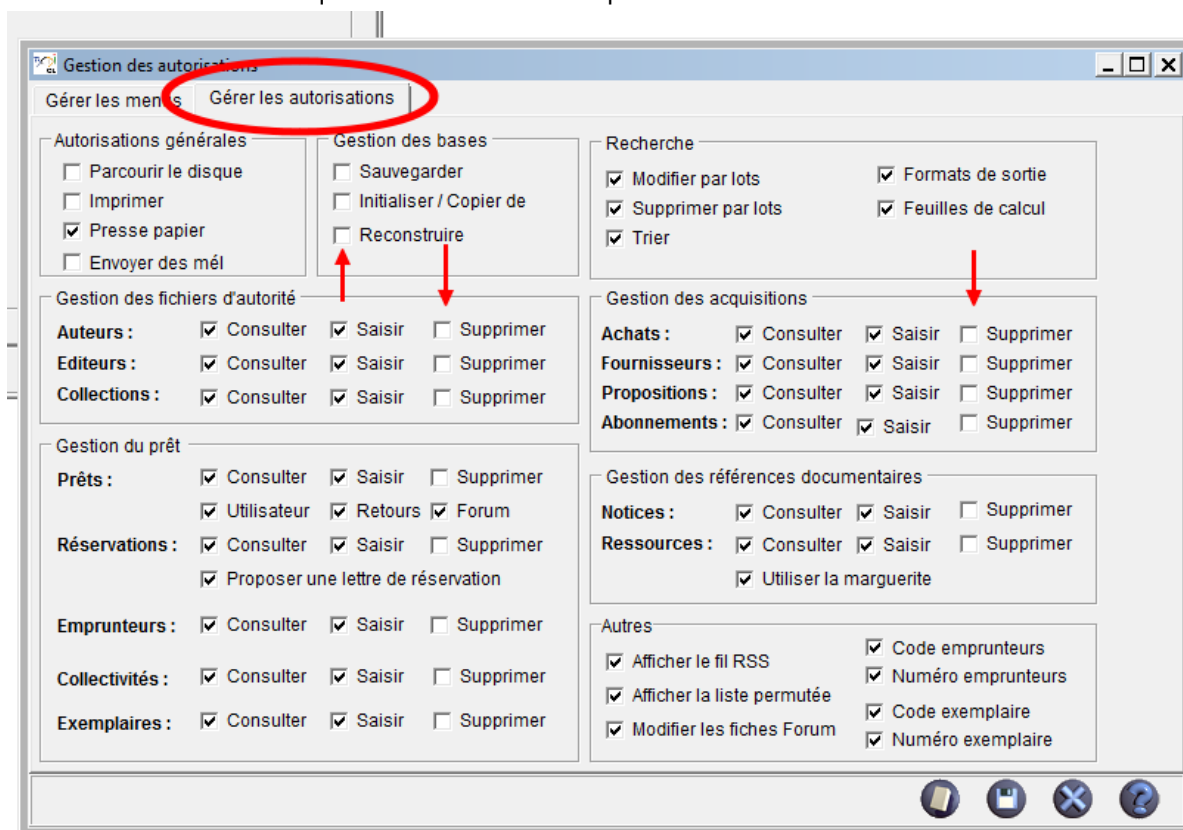 Gestion des autorisations
Gérer les menus Gérer les autorisations
Autorisations générales
Parcourir le disque
Imprimer
Presse papier
Envoyer des mél
Gestion des bases
Sauvegarder
Initialiser / Copier de
Reconstruire
Recherche
Modifier par lots Formats de sortie
Supprimer par lots Feuilles de calcul
Trier
Gestion des fichiers d'autorité
Auteurs : Consulter Saisir Supprimer
Editeurs : Consulter Saisir Supprimer
Collections : Consulter Saisir Supprimer
Gestion des acquisitions
Achats : Consulter Saisir Supprimer
Fournisseurs : Consulter Saisir Supprimer
Propositions : Consulter Saisir Supprimer
Abonnements : Consulter Saisir Supprimer
Gestion du prêt
Prêts : Consulter Saisir Supprimer
Utilisateur Retours Forum
Réservations : Consulter Saisir Supprimer
Proposer une lettre de réservation
Emprunteurs : Consulter Saisir Supprimer
Collectivités : Consulter Saisir Supprimer
Exemplaires : Consulter Saisir Supprimer
Gestion des références documentaires
Notices : Consulter Saisir Supprimer
Ressources : Consulter Saisir Supprimer
Utiliser la marguerite
Autres
Afficher le fil RSS
Afficher la liste permutée
Modifier les fiches Forum
Code emprunteurs
Numéro emprunteurs
Code exemplaire
Numéro exemplaire